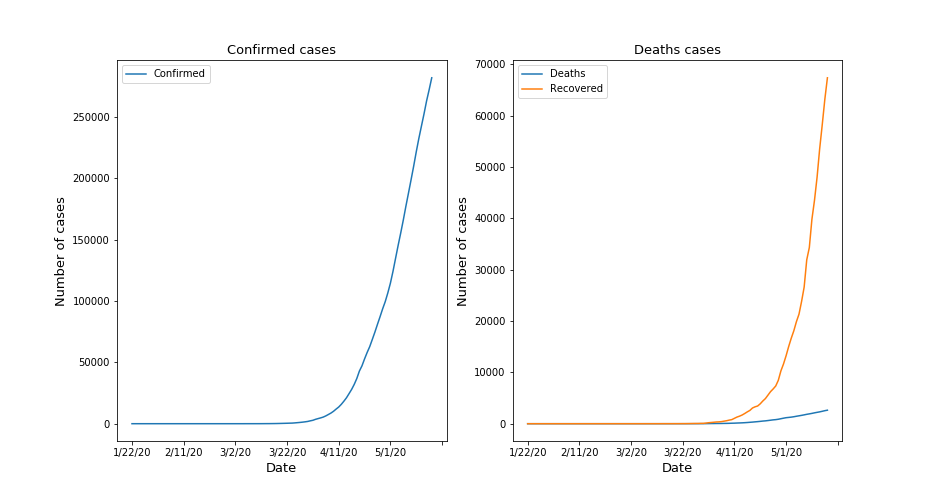 Confirmed cases
Confirmed
250000
200000
150000
100000
50000
0
Number of cases
1/22/20 2/11/20 3/2/20 3/22/20 4/11/20 5/1/20
Date
Deaths cases
Deaths
Recovered
70000
60000
50000
40000
30000
20000
10000
0
Number of cases
1/22/20 2/11/20 3/2/20 3/22/20 4/11/20 5/1/20
Date